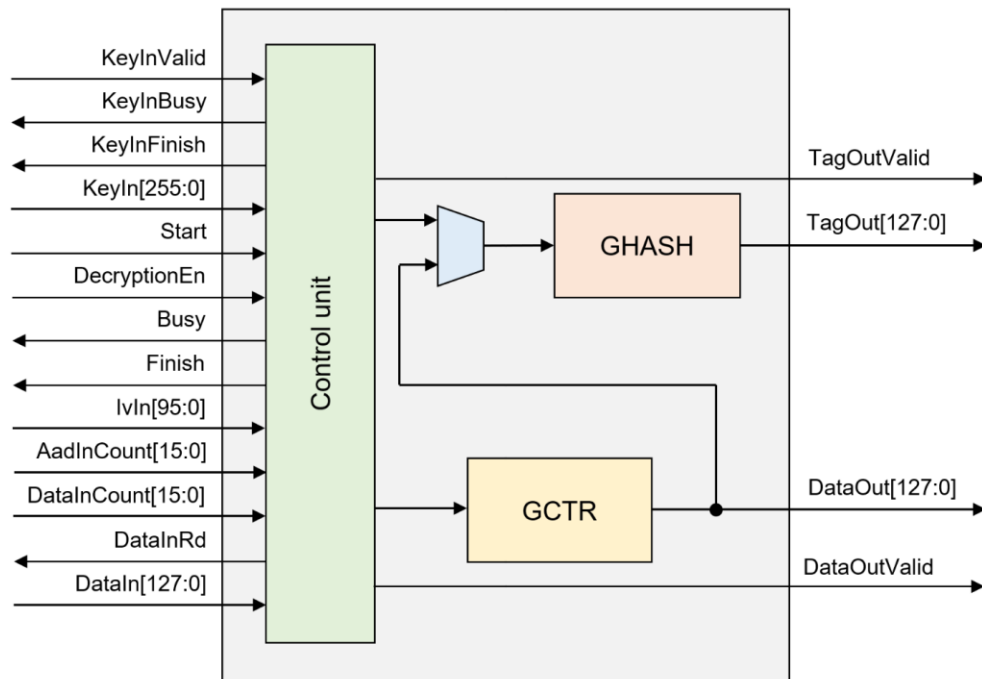 KeyInValid
KeyInBusy
KeyInFinish
KeyIn[255:0]
Start
DecryptionEn
Busy
Finish
IvIn[95:0]
AadInCount[15:0]
DataInCount[15:0]
DataInRd
DataIn[127:0]
Control unit
GHASH
GCTR
TagOutValid
TagOut[127:0]
DataOut[127:0]
DataOutValid